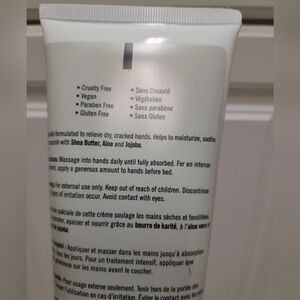 • Cruelty Free
• Vegan
• Paraben Free
• Gluten Free
• Sans Cruauté
• Végétalien
• Sans parabène
• Sans Gluten
formulated to relieve dry, cracked hands. Helps to moisturize, soothe
nourish with Shea Butter, Aloe and Jojoba.
Massage into hands daily until fully absorbed. For an intense
apply a generous amount to hands before bed.
For external use only. Keep out of reach of children. Discontinue
of irritation occur. Avoid contact with eyes.
spéciale de cette crème soulage les mains sèches et fendillées.
apaiser et nourrir grâce au beurre de karité, à l'aloe vera et
de jojoba.
Appliquer et masser dans les mains jusqu'à absorption
Pour un traitement intensif, appliquer une
sur les mains avant le coucher.
Pour usage externe seulement. Tenir hors de la portée des
l'utilisation en cas d'irritation. Éviter le contact avec les